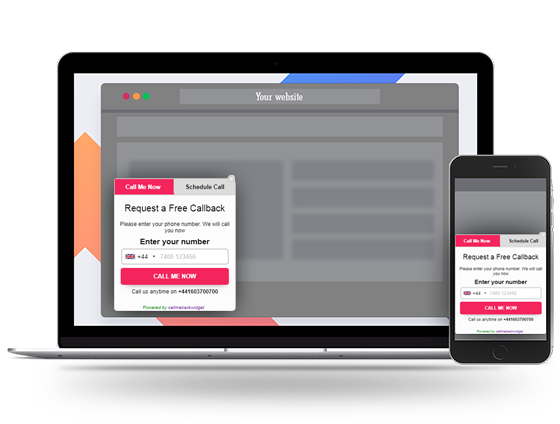 Your website
Call Me Now
Schedule Call
Request a Free Callback
Please enter your phone number. We will call
you now
Enter your number
+44
7400 123456
CALL ME NOW
Call us anytime on +441603700700
Powered by callmebackwidget
Call Me Now
Schedule Call
Request a Free Callback
Please enter your phone number. We will call
you now
Enter your number
+44
7400 123456
CALL ME NOW
Call us anytime on +441603700700
Powered by callmebackwidget